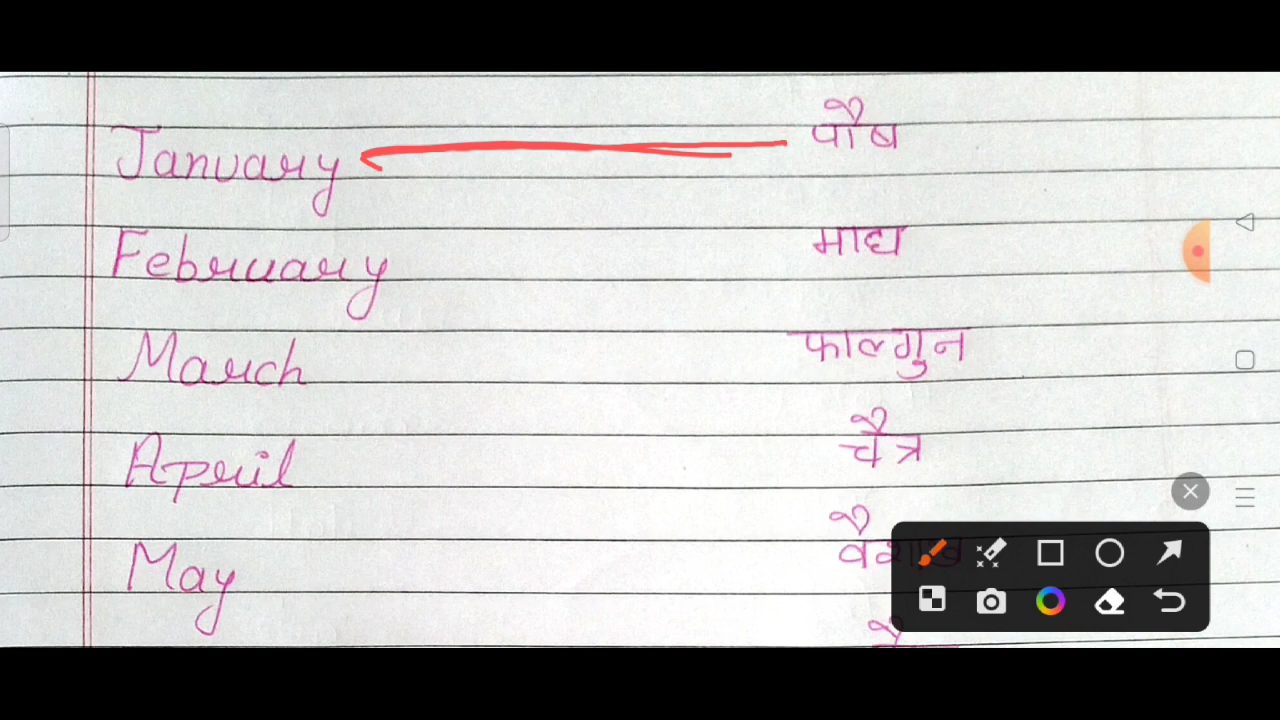 January पौष
February माघ
March फाल्गुन
April चैत्र
May वैशाख